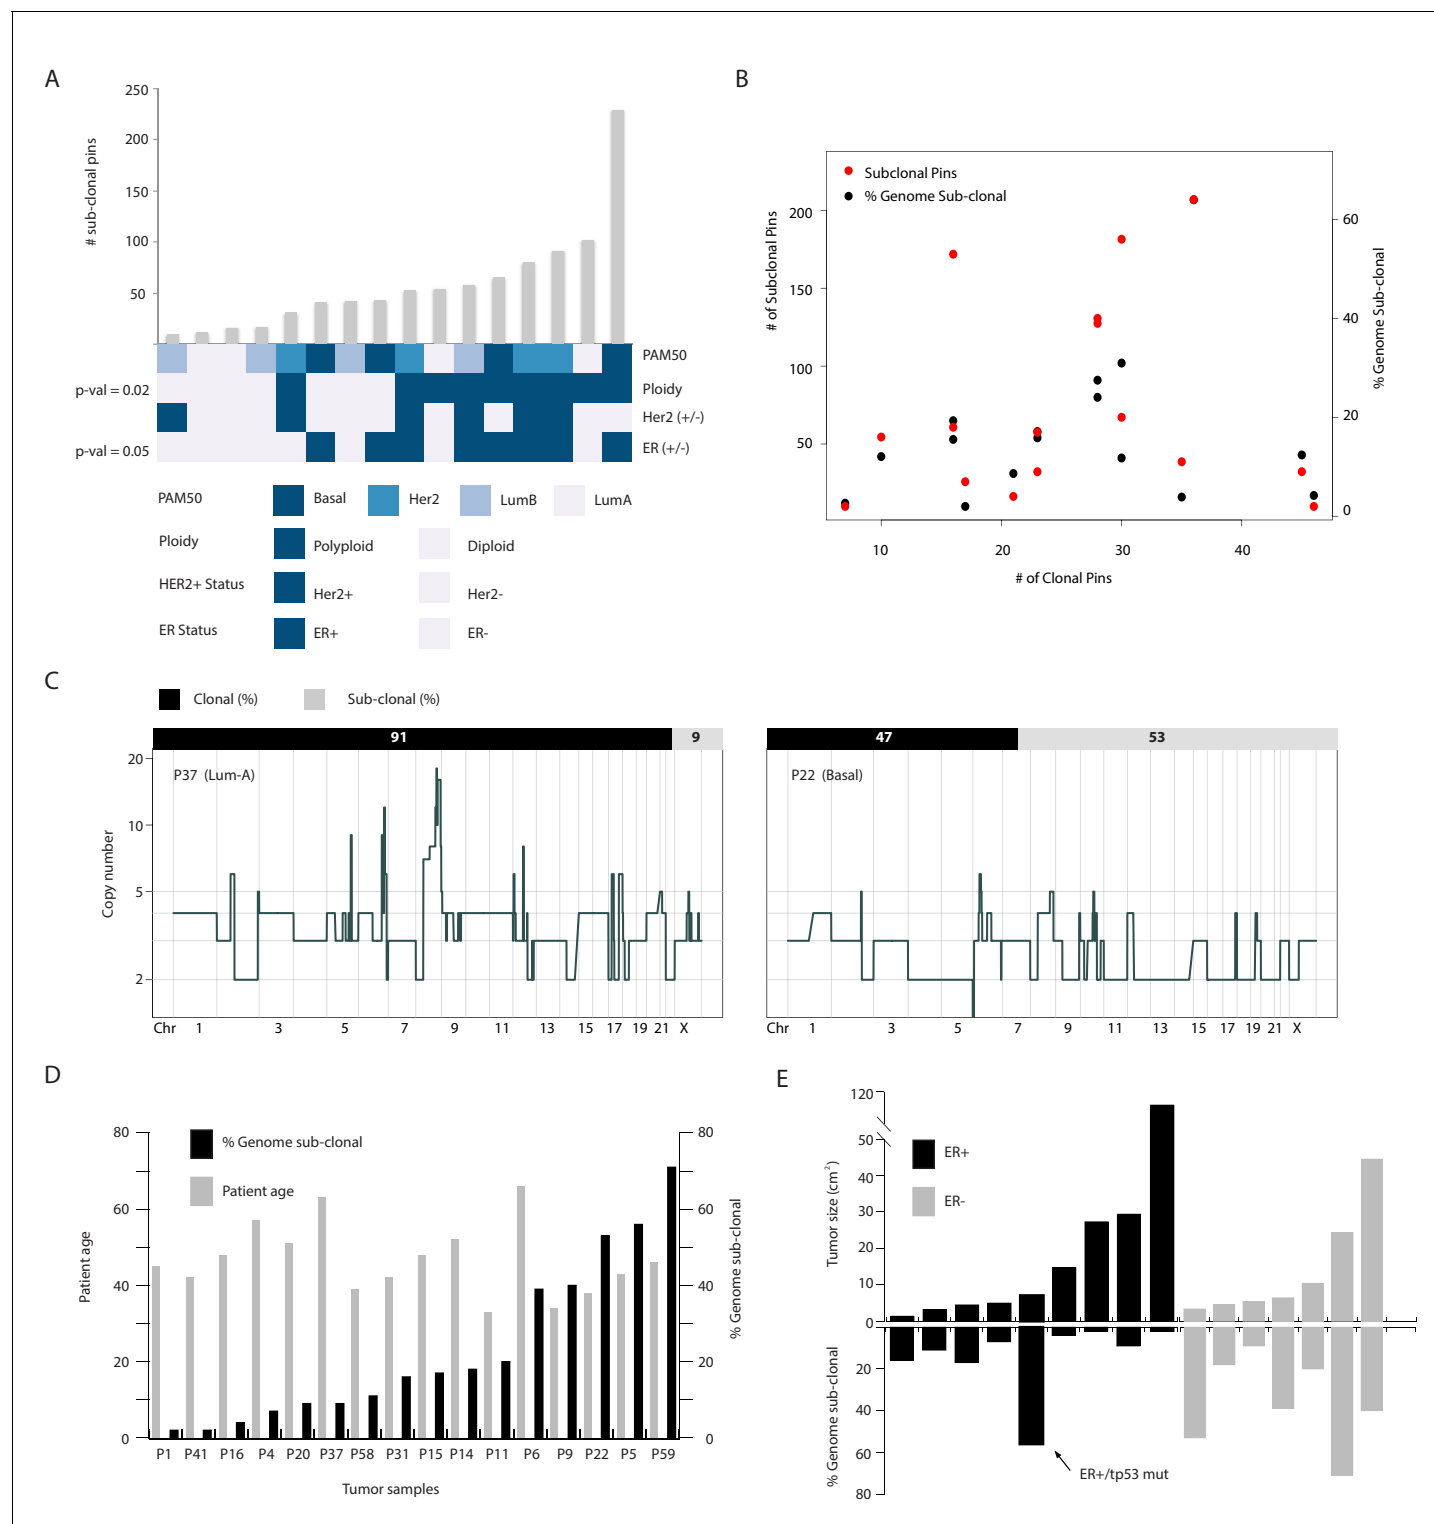 A
# sub-clonal pins
250
200
150
100
50
PAM50
p-val = 0.02
Ploidy
Her2 (+/-)
p-val = 0.05
ER (+/-)
PAM50
Basal
Her2
LumB
LumA
Ploidy
Polyploid
Diploid
HER2+ Status
Her2+
Her2-
ER Status
ER+
ER-
B
Subclonal Pins
% Genome Sub-clonal
# of Subclonal Pins
200
150
100
50
% Genome Sub-clonal
60
40
20
0
10 20 30 40
# of Clonal Pins
C
Clonal (%)
Sub-clonal (%)
91 9
P37 (Lum-A)
Copy number
20
10
5
2
Chr 1 3 5 7 9 11 13 15 17 19 21 X
47 53
P22 (Basal)
Chr 1 3 5 7 9 11 13 15 17 19 21 X
D
% Genome sub-clonal
Patient age
Patient age
80
60
40
20
0
% Genome sub-clonal
80
60
40
20
0
P1 P41 P16 P4 P20 P37 P58 P31 P15 P14 P11 P6 P9 P22 P5 P59
Tumor samples
E
ER+
ER-
Tumor size (cm²)
120
50
40
30
20
10
0
% Genome sub-clonal
20
40
60
80
ER+/tp53 mut